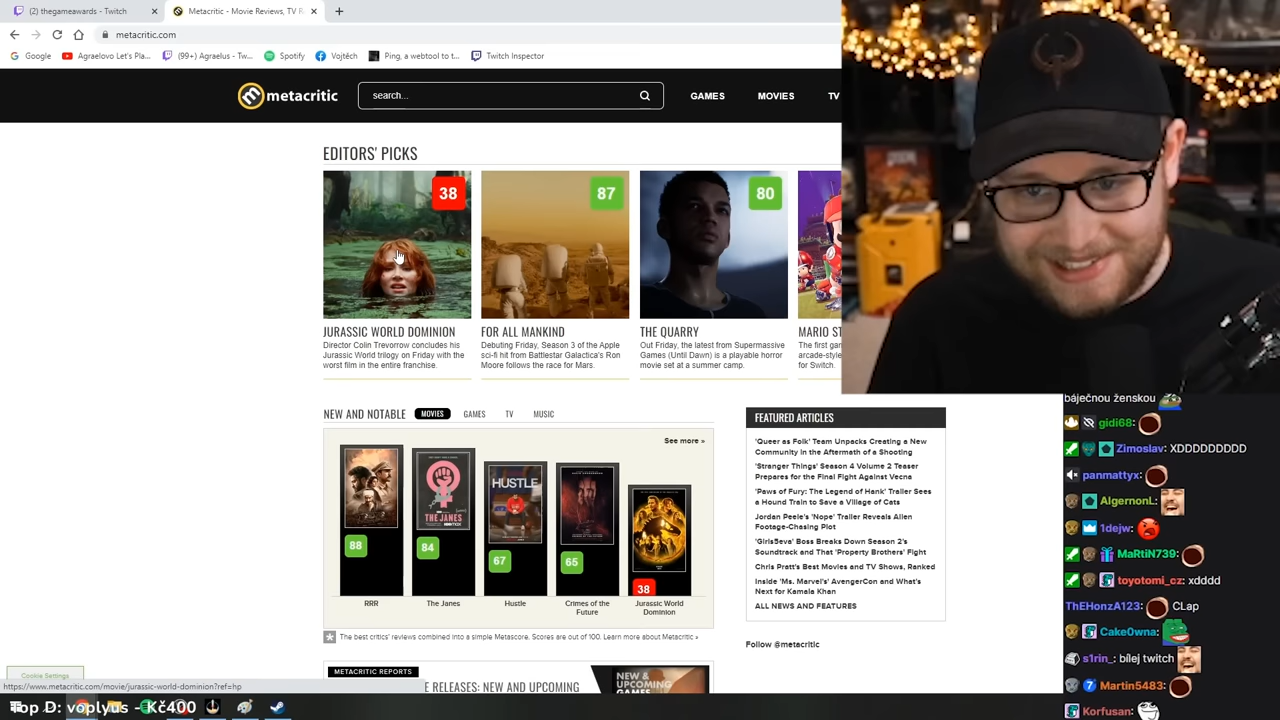 (2) thegameawards - Twitch
Metacritic - Movie Reviews, TV R
metacritic.com
Google
Agraelovo Let's Pla...
(99+) Agraelus - Tw...
Spotify
Vojtěch
Ping, a webtool to t...
Twitch Inspector
metacritic
search...
GAMES
MOVIES
TV
EDITORS' PICKS
38
87
80
JURASSIC WORLD DOMINION
Director Colin Trevorrow concludes his
Jurassic World trilogy on Friday with the
worst film in the entire franchise.
FOR ALL MANKIND
Debuting Friday, Season 3 of the Apple
sci-fi hit from Battlestar Galactica's Ron
Moore follows the race for Mars.
THE QUARRY
Out Friday, the latest from Supermassive
Games (Until Dawn) is a playable horror
movie set at a summer camp.
MARIO ST
The first gam
arcade-style
for Switch.
NEW AND NOTABLE
MOVIES
GAMES
TV
MUSIC
See more »
THE JANES
HUSTLE
88
84
67
65
38
RRR
The Janes
Hustle
Crimes of the
Future
Jurassic World
Dominion
The best critics' reviews combined into a simple Metascore. Scores are out of 100. Learn more about Metacritic »
METACRITIC REPORTS
E RELEASES: NEW AND UPCOMING
NEW &
UPCOMING
GAMES
FEATURED ARTICLES
'Queer as Folk' Team Unpacks Creating a New
Community in the Aftermath of a Shooting
'Stranger Things' Season 4 Volume 2 Teaser
Prepares for the Final Fight Against Vecna
'Paws of Fury: The Legend of Hank' Trailer Sees
a Hound Train to Save a Village of Cats
Jordan Peele's 'Nope' Trailer Reveals Alien
Footage-Chasing Plot
'Girls5eva' Boss Breaks Down Season 2's
Soundtrack and That 'Property Brothers' Fight
Chris Pratt's Best Movies and TV Shows, Ranked
Inside 'Ms. Marvel's' AvengerCon and What's
Next for Kamala Khan
ALL NEWS AND FEATURES
Follow @metacritic
báječnou ženskou
gidi68:
Zimoslav: XDDDDDDDDD
panmattyx:
AlgernonL:
1dejw:
MaRtiN739:
toyotomi_cz: xdddd
ThEHonzA123: CLap
Cake0wna:
s1rin_: bílej twitch
Martin5483:
Korfusan:
Cookie Settings
https://www.metacritic.com/movie/jurassic-world-dominion?ref=hp
Top D: voplyus - Kč400